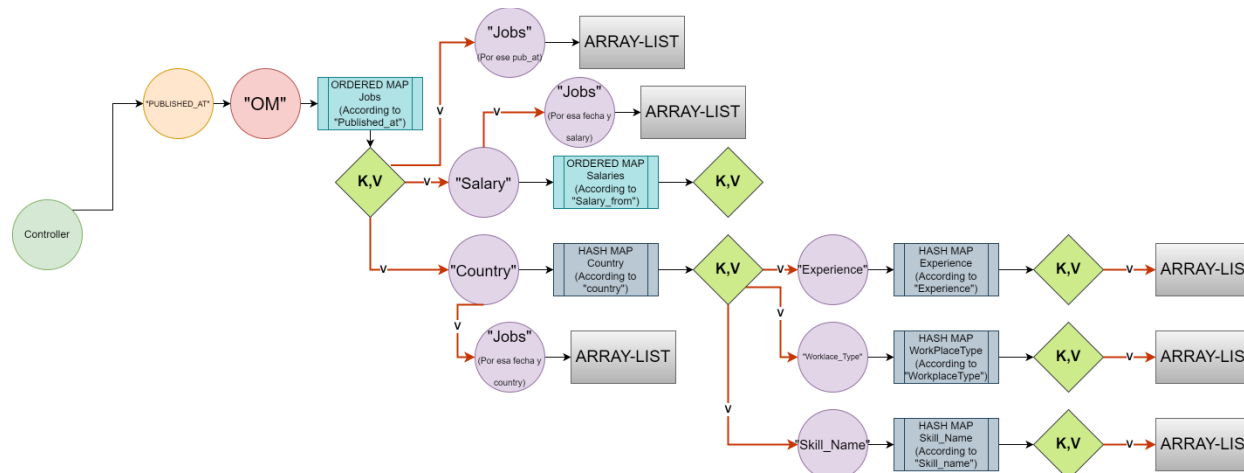 "Jobs"
(Por ese pub_at)
ARRAY-LIST
"PUBLISHED_AT"
"OM"
ORDERED MAP
Jobs
(According to
"Published_at")
V
"Jobs"
(Por esa fecha y
salary)
ARRAY-LIST
V
K,V
V
"Salary"
ORDERED MAP
Salaries
(According to
"Salary_from")
K,V
Controller
V
"Country"
HASH MAP
Country
(According to
"country")
K,V
V
"Experience"
HASH MAP
Experience
(According to
"Experience")
K,V
V
ARRAY-LIST
V
V
"Jobs"
(Por esa fecha y
country)
ARRAY-LIST
"Worklace_Type"
HASH MAP
WorkPlaceType
(According to
"WorkplaceType")
K,V
V
ARRAY-LIST
V
"Skill_Name"
HASH MAP
Skill_Name
(According to
"Skill_name")
K,V
V
ARRAY-LIST